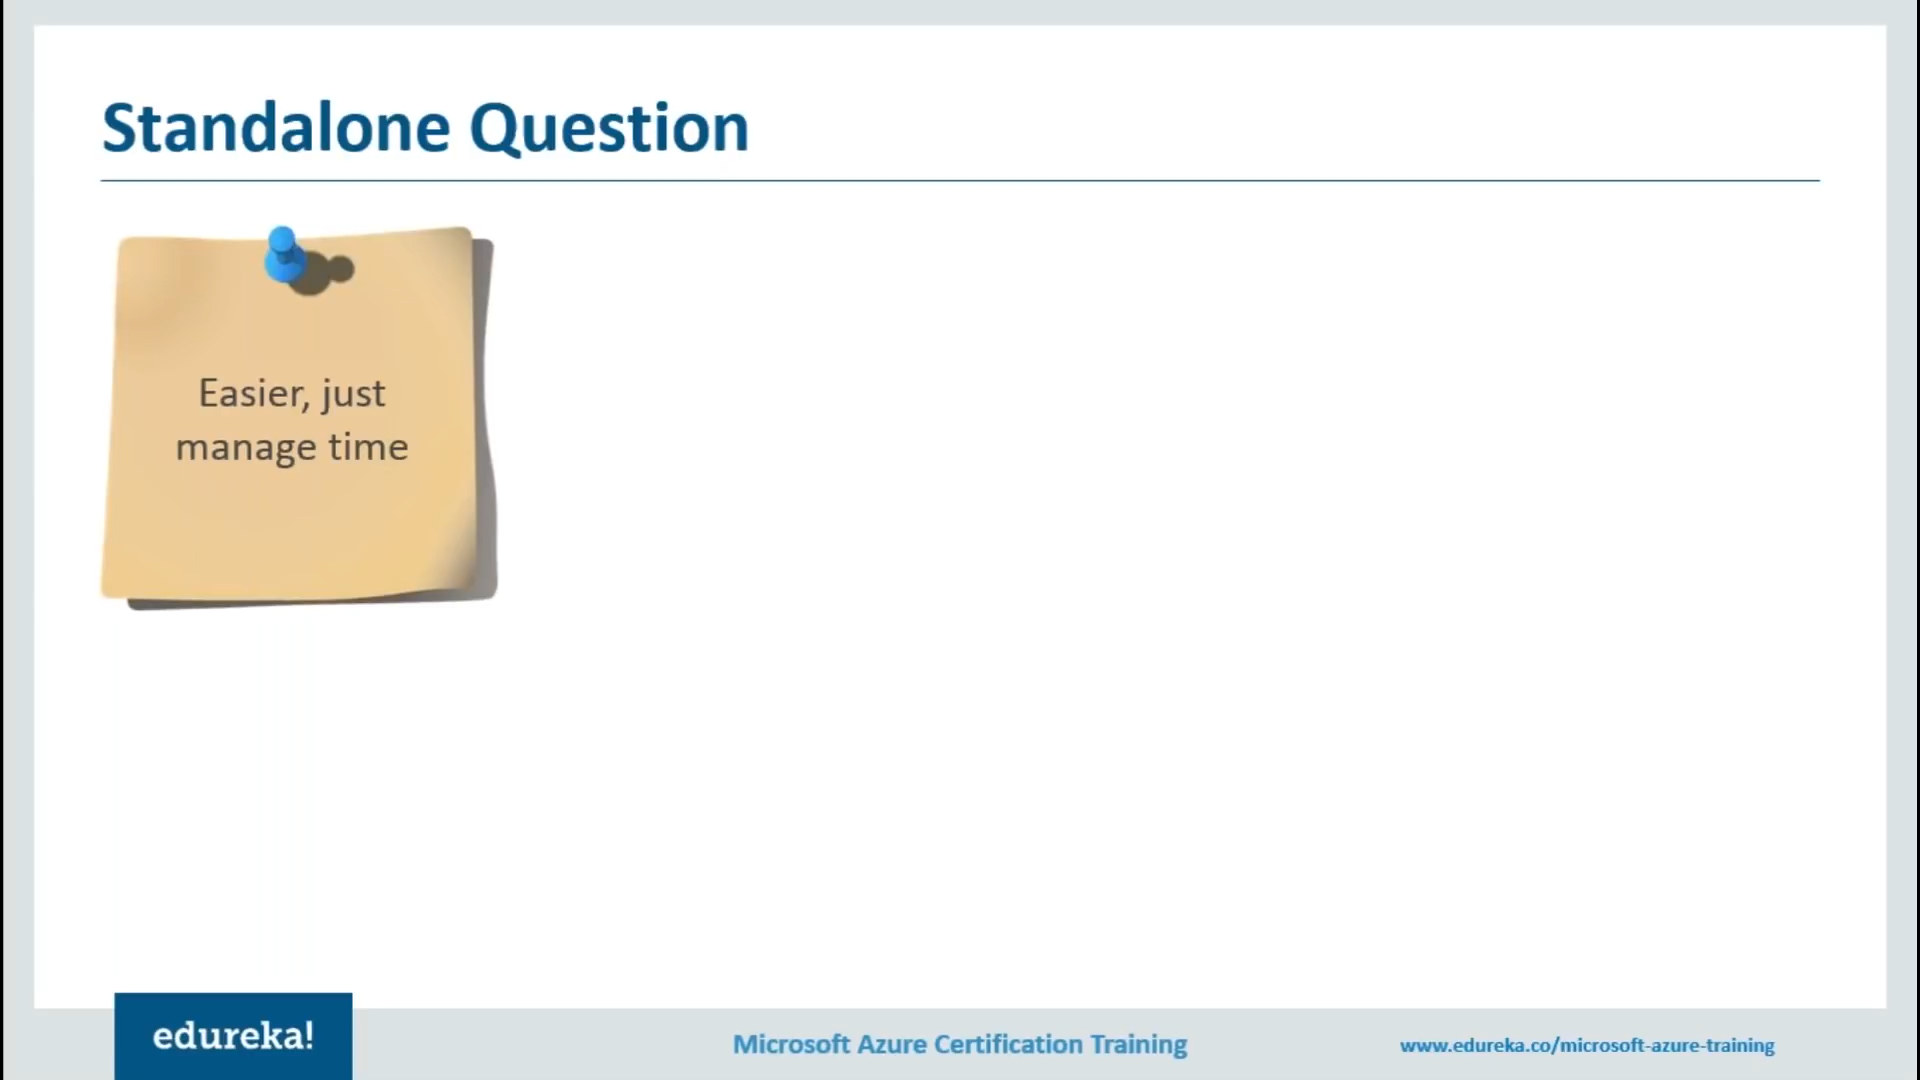 Standalone Question
Easier, just
manage time
edureka!
Microsoft Azure Certification Training
www.edureka.co/microsoft-azure-training